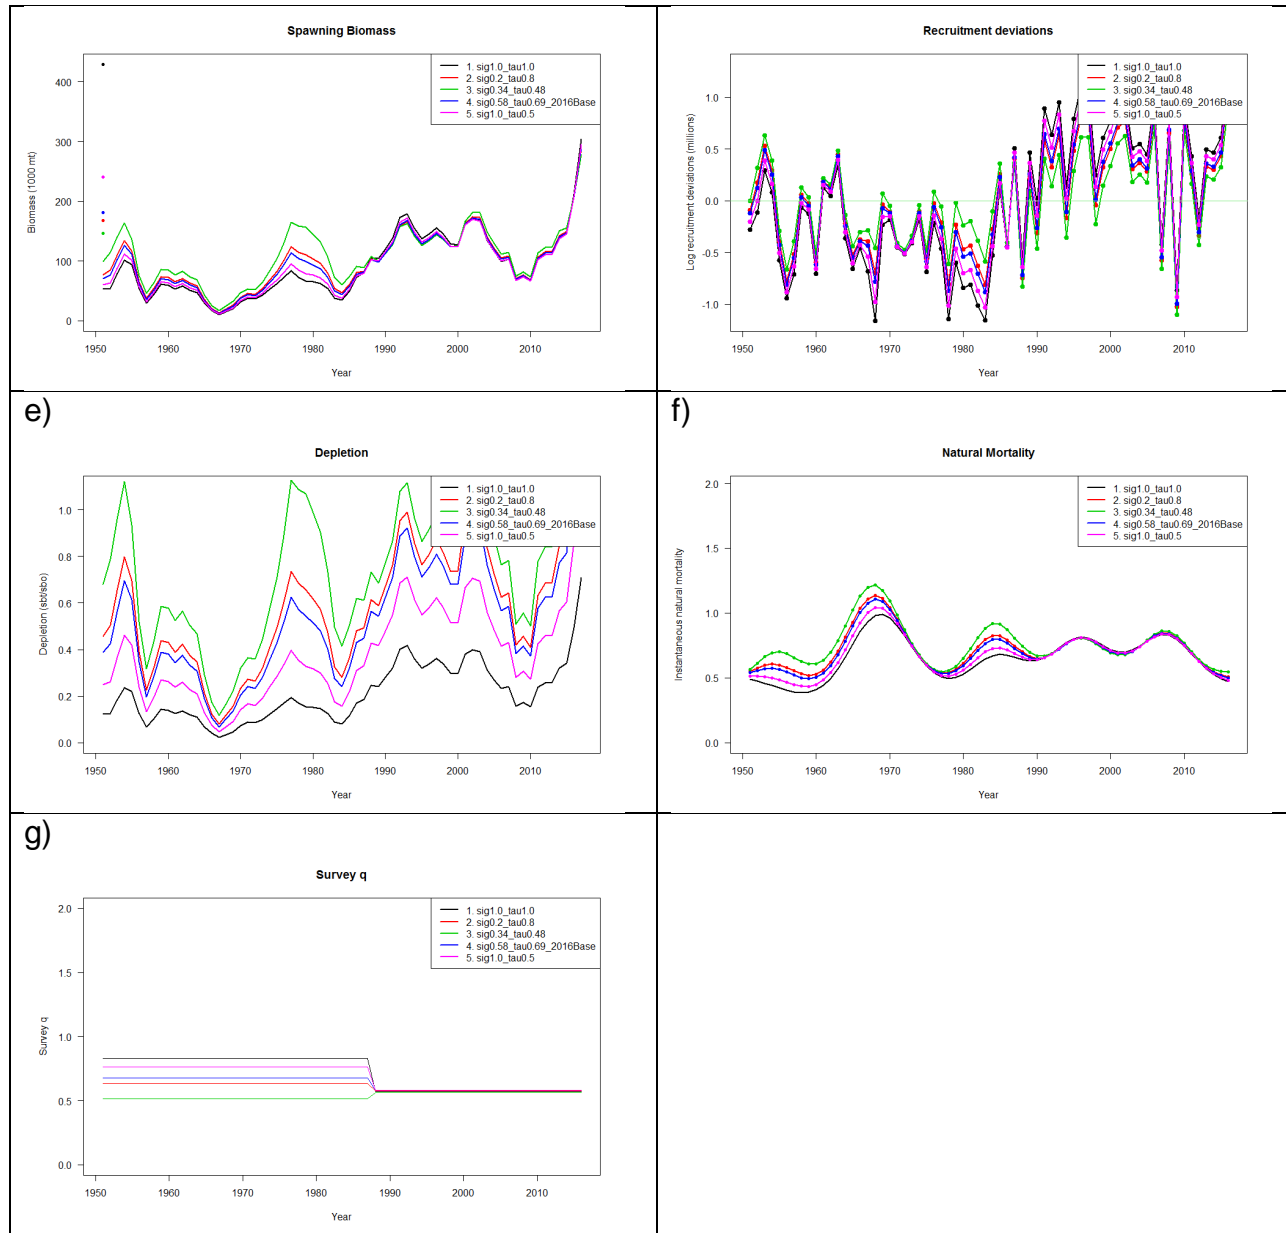 Spawning Biomass
1. sig1.0_tau1.0
2. sig0.2_tau0.8
3. sig0.34_tau0.48
4. sig0.58_tau0.69_2016Base
5. sig1.0_tau0.5
Biomass (1000 mt)
400
300
200
100
0
1950 1960 1970 1980 1990 2000 2010
Year
Recruitment deviations
1. sig1.0_tau1.0
2. sig0.2_tau0.8
3. sig0.34_tau0.48
4. sig0.58_tau0.69_2016Base
5. sig1.0_tau0.5
Log recruitment deviations (millions)
1.0
0.5
0.0
-0.5
-1.0
1950 1960 1970 1980 1990 2000 2010
Year
e)
Depletion
1. sig1.0_tau1.0
2. sig0.2_tau0.8
3. sig0.34_tau0.48
4. sig0.58_tau0.69_2016Base
5. sig1.0_tau0.5
Depletion (sbt/sbo)
1.0
0.8
0.6
0.4
0.2
0.0
1950 1960 1970 1980 1990 2000 2010
Year
f)
Natural Mortality
1. sig1.0_tau1.0
2. sig0.2_tau0.8
3. sig0.34_tau0.48
4. sig0.58_tau0.69_2016Base
5. sig1.0_tau0.5
Instantaneous natural mortality
2.0
1.5
1.0
0.5
0.0
1950 1960 1970 1980 1990 2000 2010
Year
g)
Survey q
1. sig1.0_tau1.0
2. sig0.2_tau0.8
3. sig0.34_tau0.48
4. sig0.58_tau0.69_2016Base
5. sig1.0_tau0.5
Survey q
2.0
1.5
1.0
0.5
0.0
1950 1960 1970 1980 1990 2000 2010
Year